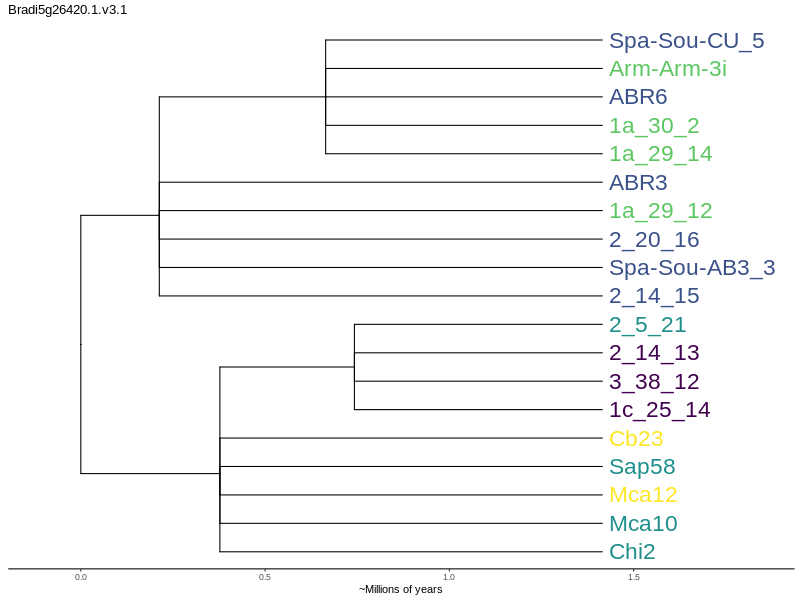 Bradi5g26420.1.v3.1
Spa-Sou-CU_5
Arm-Arm-3i
ABR6
1a_30_2
1a_29_14
ABR3
1a_29_12
2_20_16
Spa-Sou-AB3_3
2_14_15
2_5_21
2_14_13
3_38_12
1c_25_14
Cb23
Sap58
Mca12
Mca10
Chi2
0.0 0.5 1.0 1.5
~Millions of years